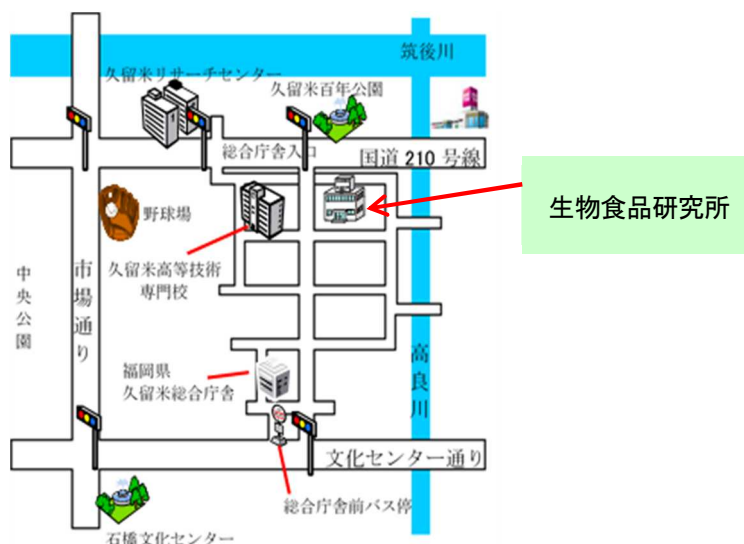 筑後川
久留米リサーチセンター
久留米百年公園
総合庁舎入口
国道 210 号線
生物食品研究所
野球場
久留米高等技術
専門校
中央公園
市場通り
福岡県
久留米総合庁舎
高良川
文化センター通り
総合庁舎前バス停
石橋文化センター